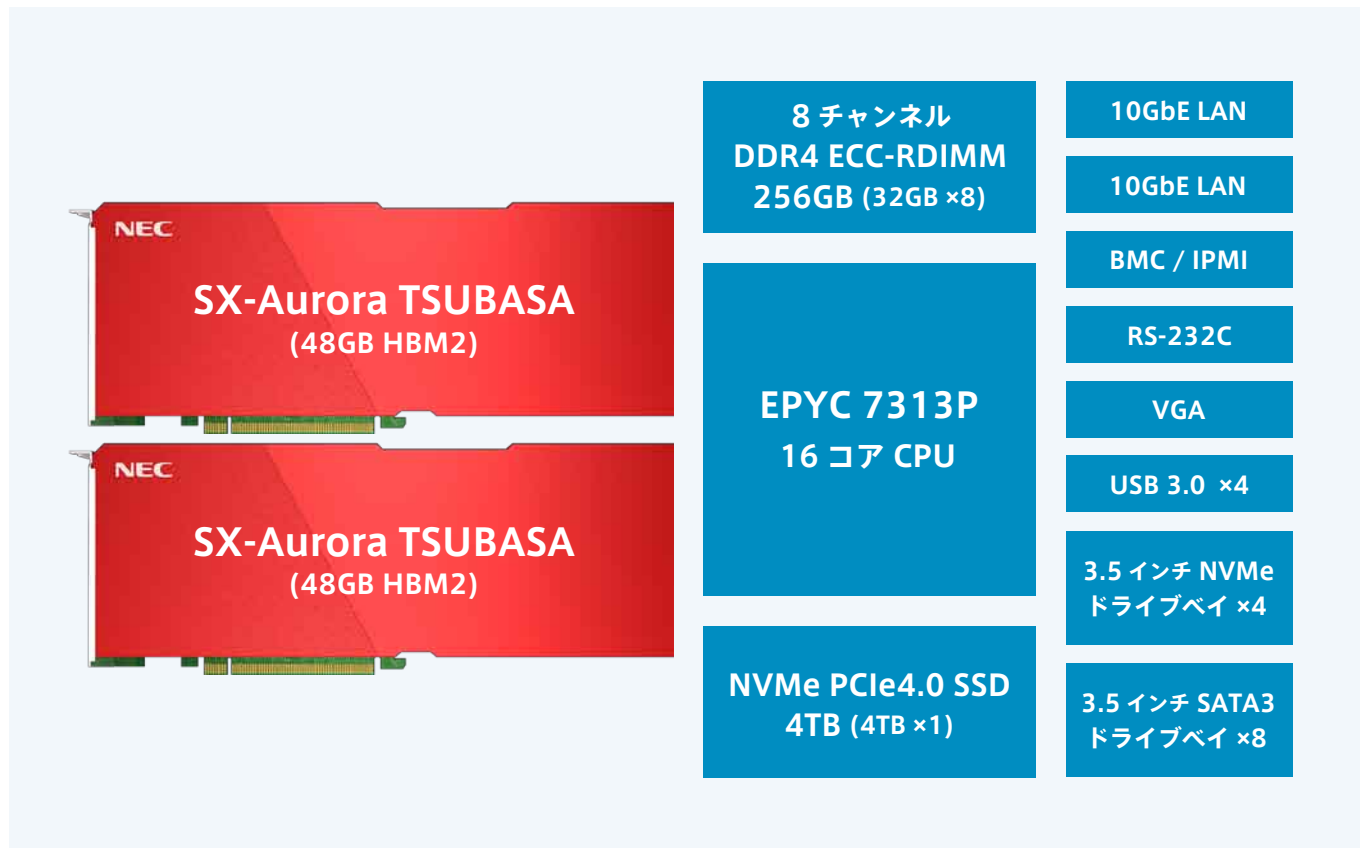 NEC
SX-Aurora TSUBASA
(48GB HBM2)
NEC
SX-Aurora TSUBASA
(48GB HBM2)
8 チャンネル
DDR4 ECC-RDIMM
256GB (32GB ×8)
EPYC 7313P
16 コア CPU
NVMe PCIe4.0 SSD
4TB (4TB ×1)
10GbE LAN
10GbE LAN
BMC / IPMI
RS-232C
VGA
USB 3.0 ×4
3.5 インチ NVMe
ドライブベイ ×4
3.5 インチ SATA3
ドライブベイ ×8